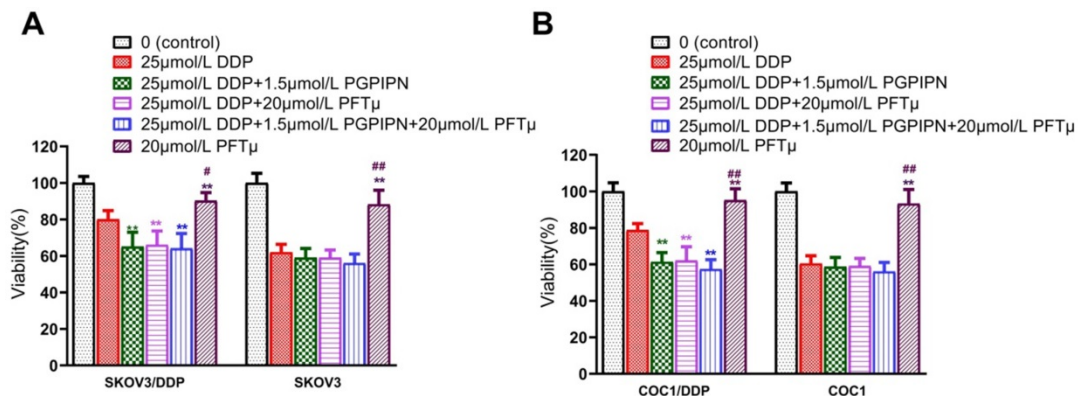 A
0 (control)
25μmol/L DDP
25μmol/L DDP+1.5μmol/L PGPIPN
25μmol/L DDP+20μmol/L PFTμ
25μmol/L DDP+1.5μmol/L PGPIPN+20μmol/L PFTμ
20μmol/L PFTμ
Viability(%)
120
100
80
60
40
20
0
**
**
**
#
**
##
**
SKOV3/DDP
SKOV3
B
0 (control)
25μmol/L DDP
25μmol/L DDP+1.5μmol/L PGPIPN
25μmol/L DDP+20μmol/L PFTμ
25μmol/L DDP+1.5μmol/L PGPIPN+20μmol/L PFTμ
20μmol/L PFTμ
Viability(%)
120
100
80
60
40
20
0
**
**
**
##
**
##
**
COC1/DDP
COC1